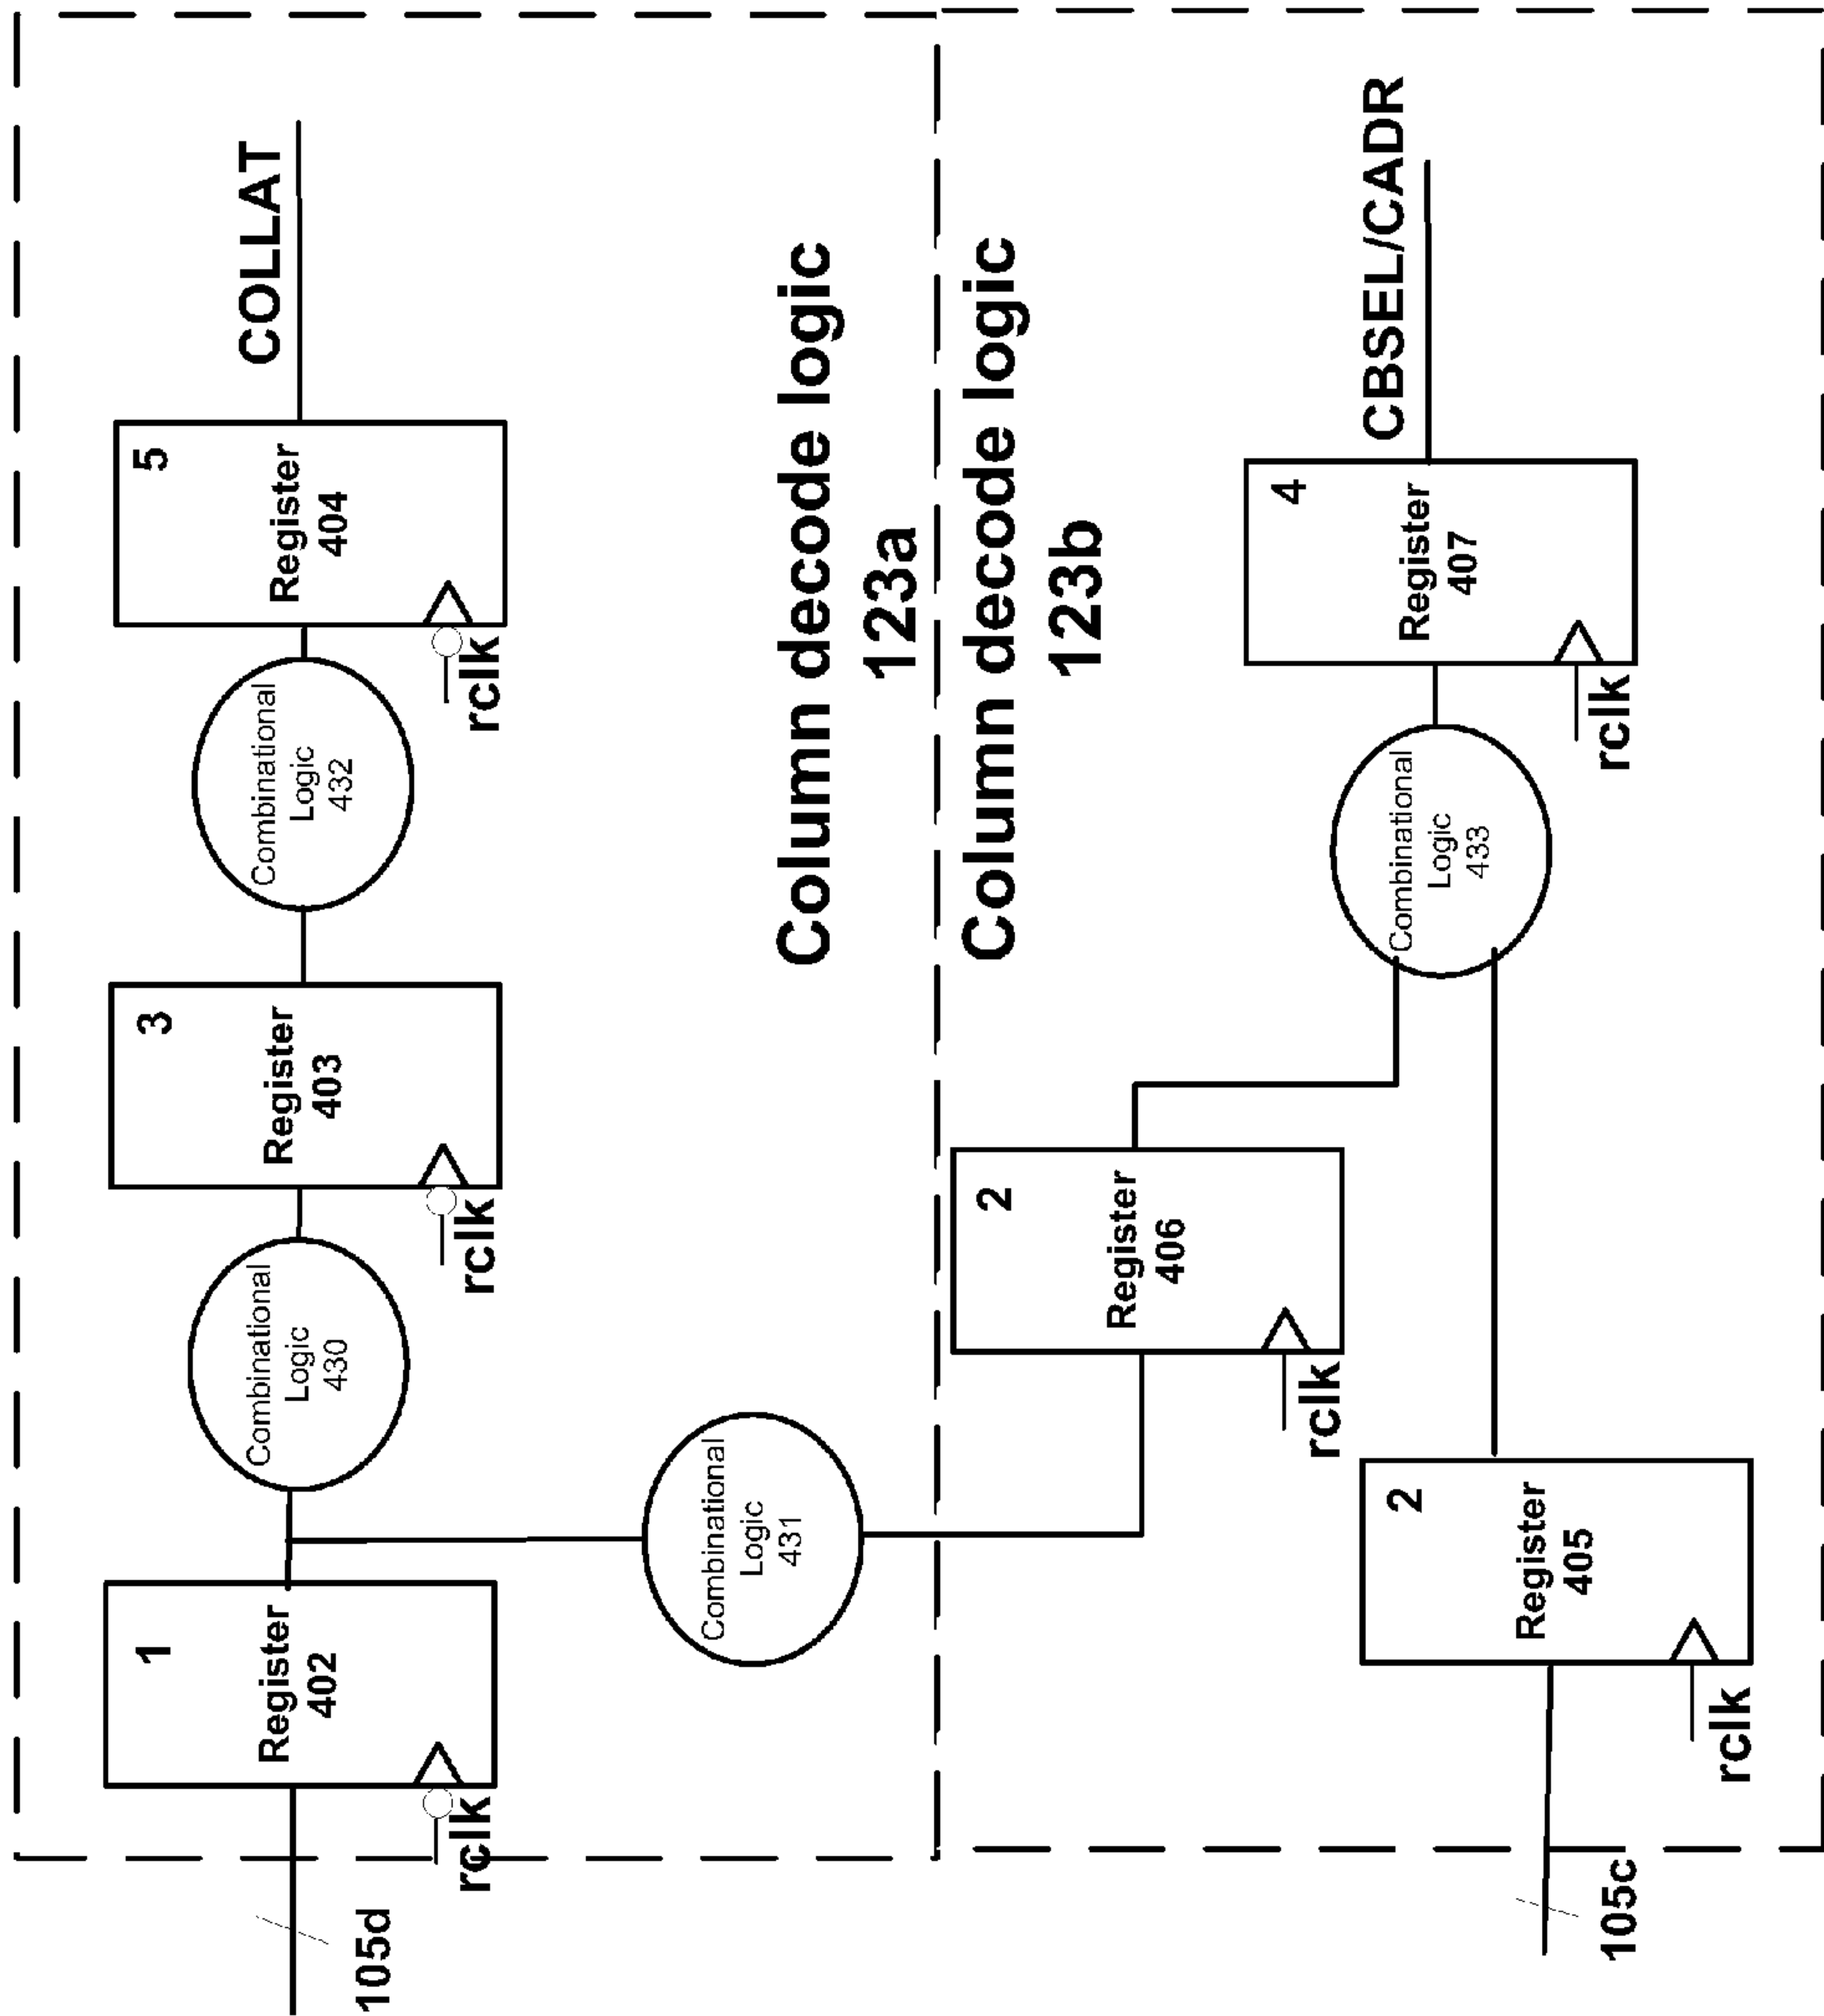 105d
1
Register
402
rclk
Combinational
Logic
430
3
Register
403
rclk
Combinational
Logic
432
5
Register
404
rclk
COLLAT
Combinational
Logic
431
Column decode logic
123a
Column decode logic
123b
2
Register
406
rclk
105c
2
Register
405
rclk
Combinational
Logic
433
4
Register
407
rclk
CBSEL/CADR